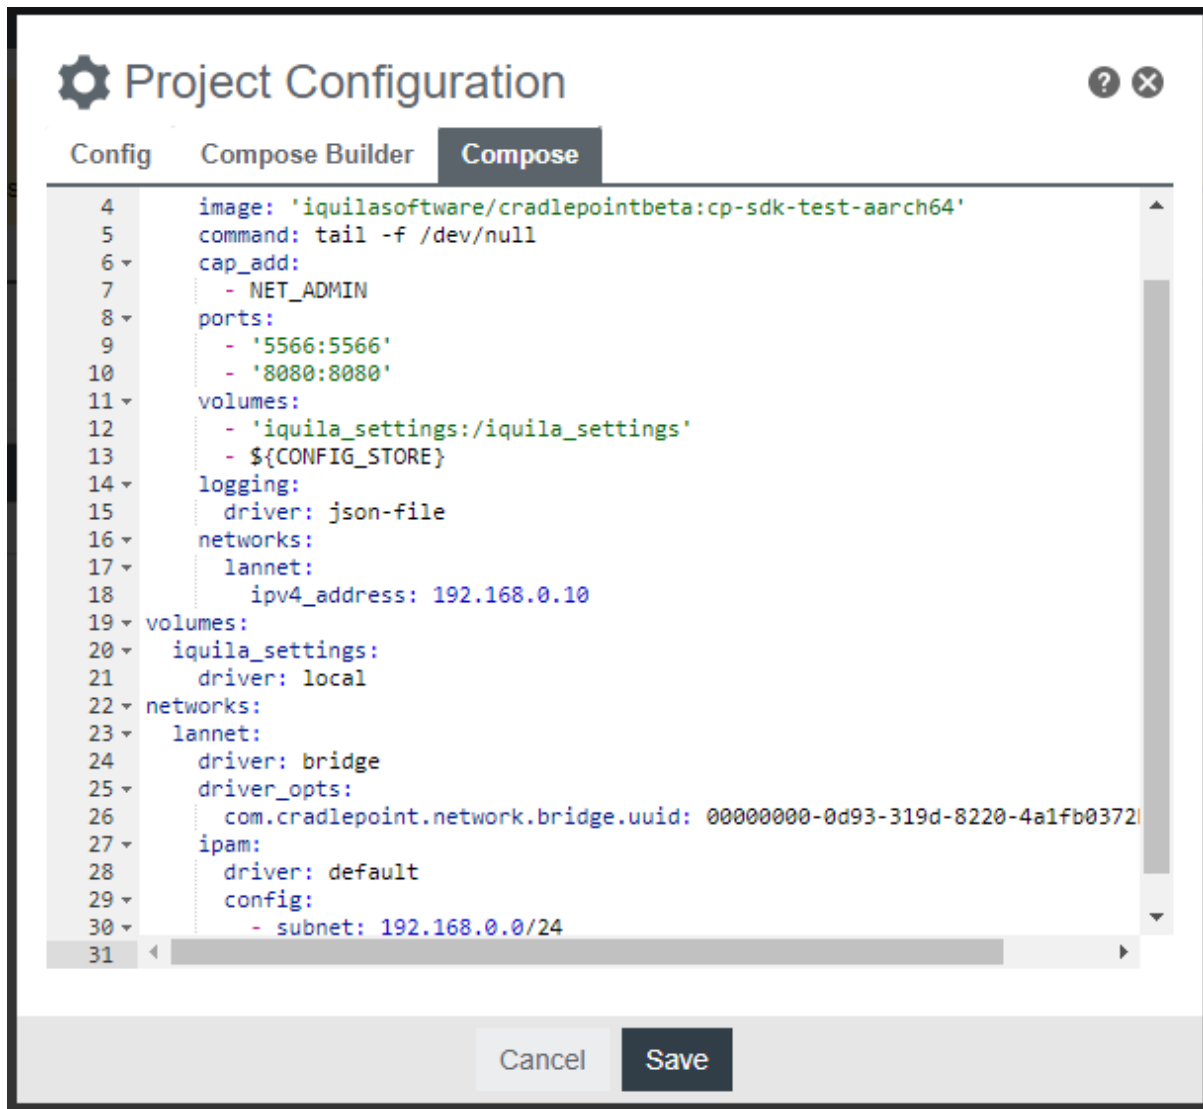 Project Configuration
Config Compose Builder Compose
4 image: 'iquilasoftware/cradlepointbeta:cp-sdk-test-aarch64'
5 command: tail -f /dev/null
6 cap_add:
7 - NET_ADMIN
8 ports:
9 - '5566:5566'
10 - '8080:8080'
11 volumes:
12 - 'iquila_settings:/iquila_settings'
13 - ${CONFIG_STORE}
14 logging:
15 driver: json-file
16 networks:
17 lannet:
18 ipv4_address: 192.168.0.10
19 volumes:
20 iquila_settings:
21 driver: local
22 networks:
23 lannet:
24 driver: bridge
25 driver_opts:
26 com.cradlepoint.network.bridge.uuid: 00000000-0d93-319d-8220-4a1fb0372
27 ipam:
28 driver: default
29 config:
30 - subnet: 192.168.0.0/24
31
Cancel Save